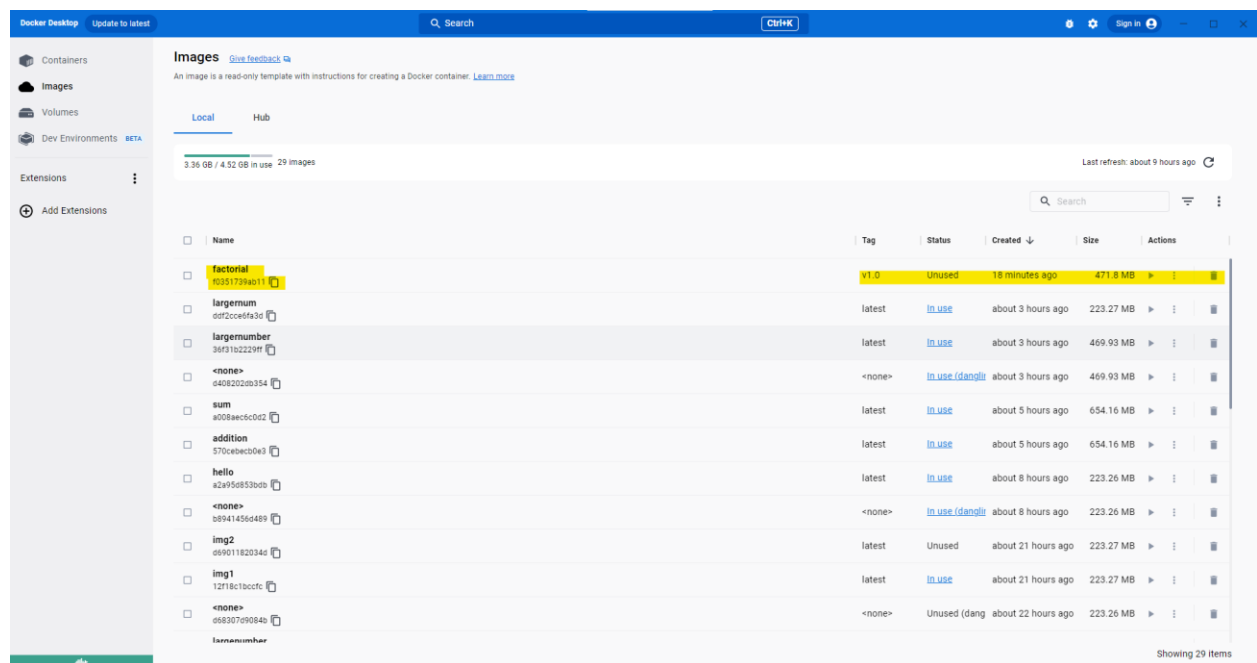 Docker Desktop Update to latest Search Ctrl+K Sign in
Containers
Images
Volumes
Dev Environments BETA
Extensions
Add Extensions
Images Give feedback
An image is a read-only template with instructions for creating a Docker container. Learn more
Local Hub
3.36 GB / 4.52 GB in use 29 images Last refresh: about 9 hours ago
Search
Name Tag Status Created Size Actions
factorial
f0351739ab11 v1.0 Unused 18 minutes ago 471.8 MB
largernum
ddf2cce6fa3d latest In use about 3 hours ago 223.27 MB
largernumber
36f31b2229ff latest In use about 3 hours ago 469.93 MB
<none>
d408202db354 <none> In use (danglin about 3 hours ago 469.93 MB
sum
a008aec6c0d2 latest In use about 5 hours ago 654.16 MB
addition
570cebecb0e3 latest In use about 5 hours ago 654.16 MB
hello
a2a95d853bdb latest In use about 8 hours ago 223.26 MB
<none>
b8941456d489 <none> In use (danglin about 8 hours ago 223.26 MB
img2
d6901182034d latest Unused about 21 hours ago 223.27 MB
img1
12f18c1bccfc latest In use about 21 hours ago 223.27 MB
<none>
d68307d9084b <none> Unused (dang about 22 hours ago 223.26 MB
largenumber
Showing 29 items